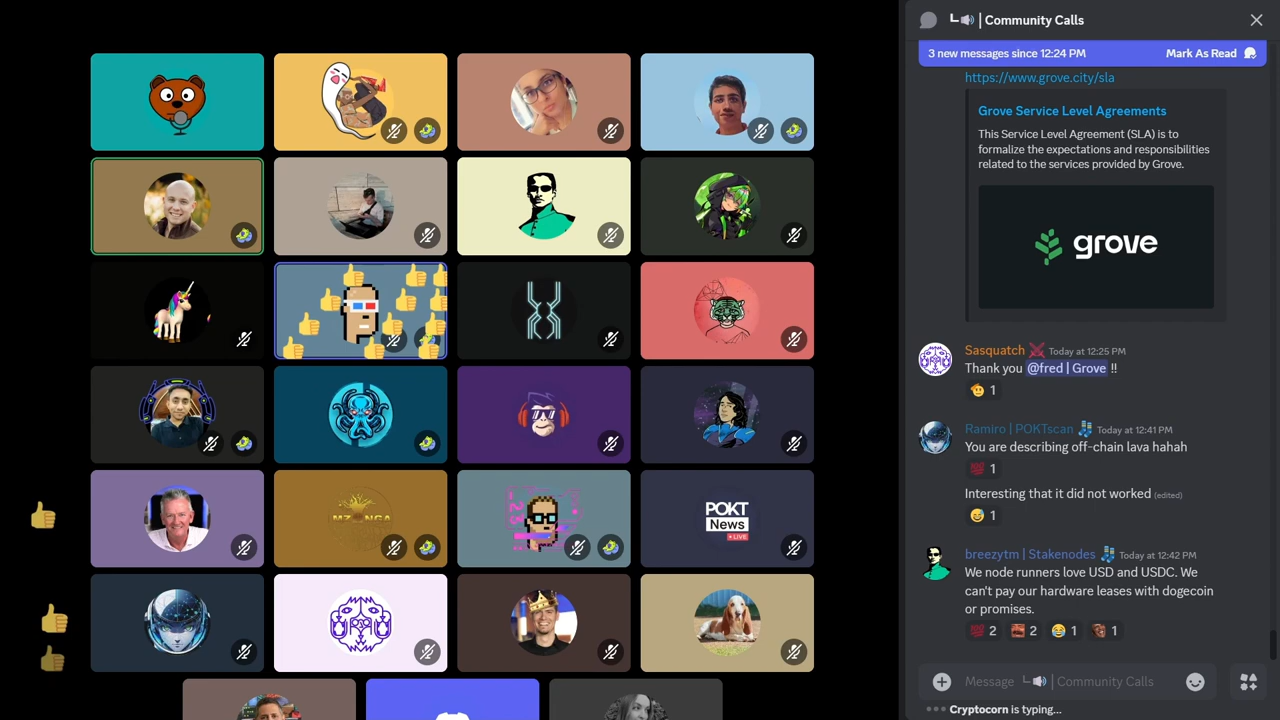 └ | Community Calls
3 new messages since 12:24 PM
Mark As Read
https://www.grove.city/sla
Grove Service Level Agreements
This Service Level Agreement (SLA) is to
formalize the expectations and responsibilities
related to the services provided by Grove.
grove
Sasquatch Today at 12:25 PM
Thank you @fred | Grove !!
1
Ramiro | POKTscan Today at 12:41 PM
You are describing off-chain lava hahah
1
Interesting that it did not worked (edited)
1
breezytm | Stakenodes Today at 12:42 PM
We node runners love USD and USDC. We
can't pay our hardware leases with dogecoin
or promises.
2 2 1 1
Message └ | Community Calls
Cryptocorn is typing...
MZONGA
POKT
News
LIVE